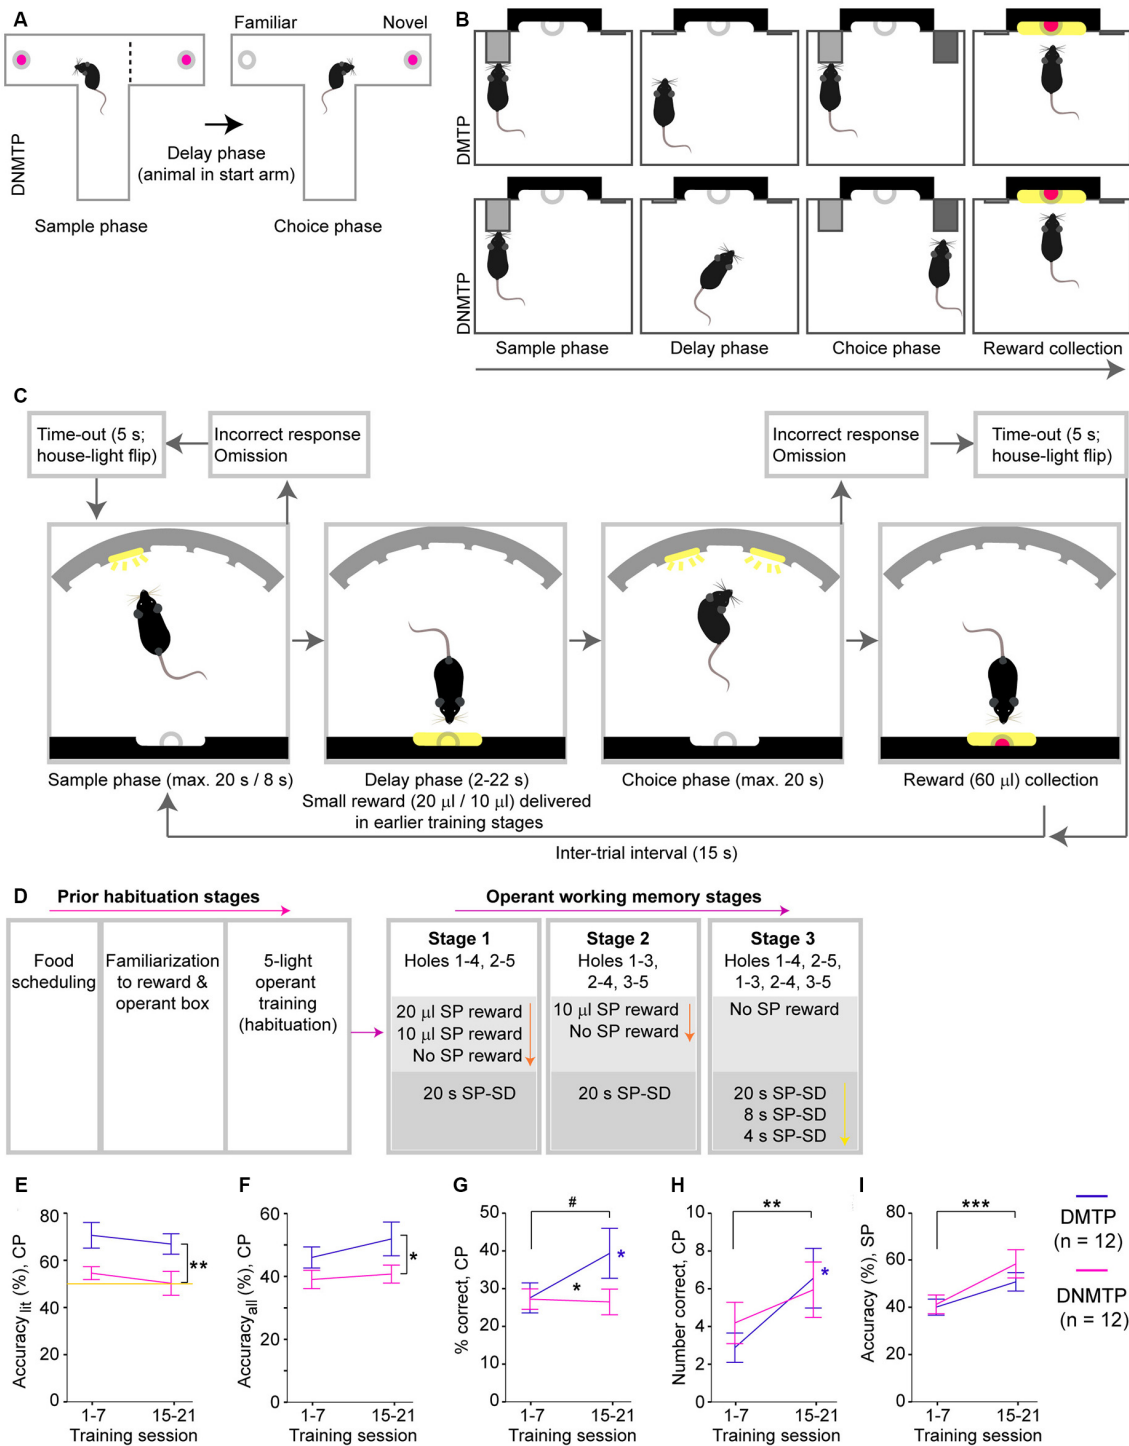 A
Familiar
Novel
DNMTP
Delay phase
(animal in start arm)
Sample phase
Choice phase
B
DMTP
DNMTP
Sample phase
Delay phase
Choice phase
Reward collection
C
Time-out (5 s;
house-light flip)
Incorrect response
Omission
Incorrect response
Omission
Time-out (5 s;
house-light flip)
Sample phase (max. 20 s / 8 s)
Delay phase (2-22 s)
Small reward (20 µl / 10 µl) delivered
in earlier training stages
Choice phase (max. 20 s)
Reward (60 µl) collection
Inter-trial interval (15 s)
D
Prior habituation stages
Operant working memory stages
Food
scheduling
Familiarization
to reward &
operant box
5-light
operant
training
(habituation)
Stage 1
Holes 1-4, 2-5
20 µl SP reward
10 µl SP reward
No SP reward
20 s SP-SD
Stage 2
Holes 1-3,
2-4, 3-5
10 µl SP reward
No SP reward
20 s SP-SD
Stage 3
Holes 1-4, 2-5,
1-3, 2-4, 3-5
No SP reward
20 s SP-SD
8 s SP-SD
4 s SP-SD
E
Accuracy lit (%), CP
80
60
40
20
0
**
1-7
15-21
Training session
F
Accuracy all (%), CP
60
40
20
0
*
1-7
15-21
Training session
G
% correct, CP
50
40
30
20
10
0
#
*
*
1-7
15-21
Training session
H
Number correct, CP
10
8
6
4
2
0
**
*
1-7
15-21
Training session
I
Accuracy (%), SP
80
60
40
20
0
***
1-7
15-21
Training session
DMTP
(n = 12)
DNMTP
(n = 12)